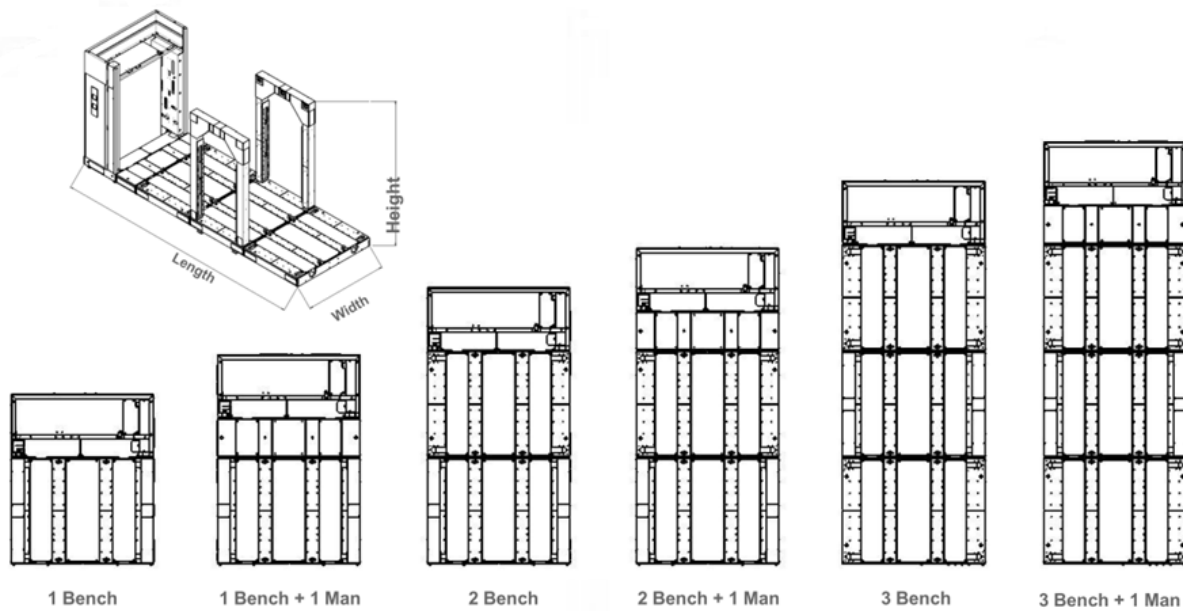 Height
Length
Width
1 Bench
1 Bench + 1 Man
2 Bench
2 Bench + 1 Man
3 Bench
3 Bench + 1 Man